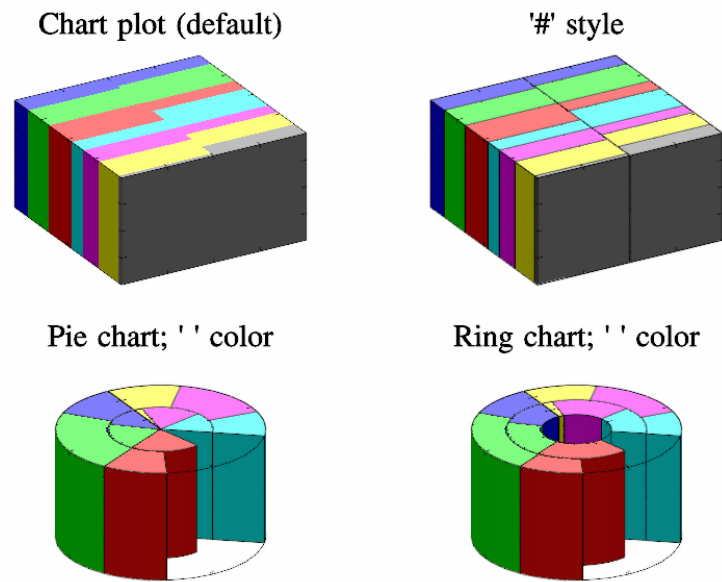 Chart plot (default)
'#' style
Pie chart; ' ' color
Ring chart; ' ' color